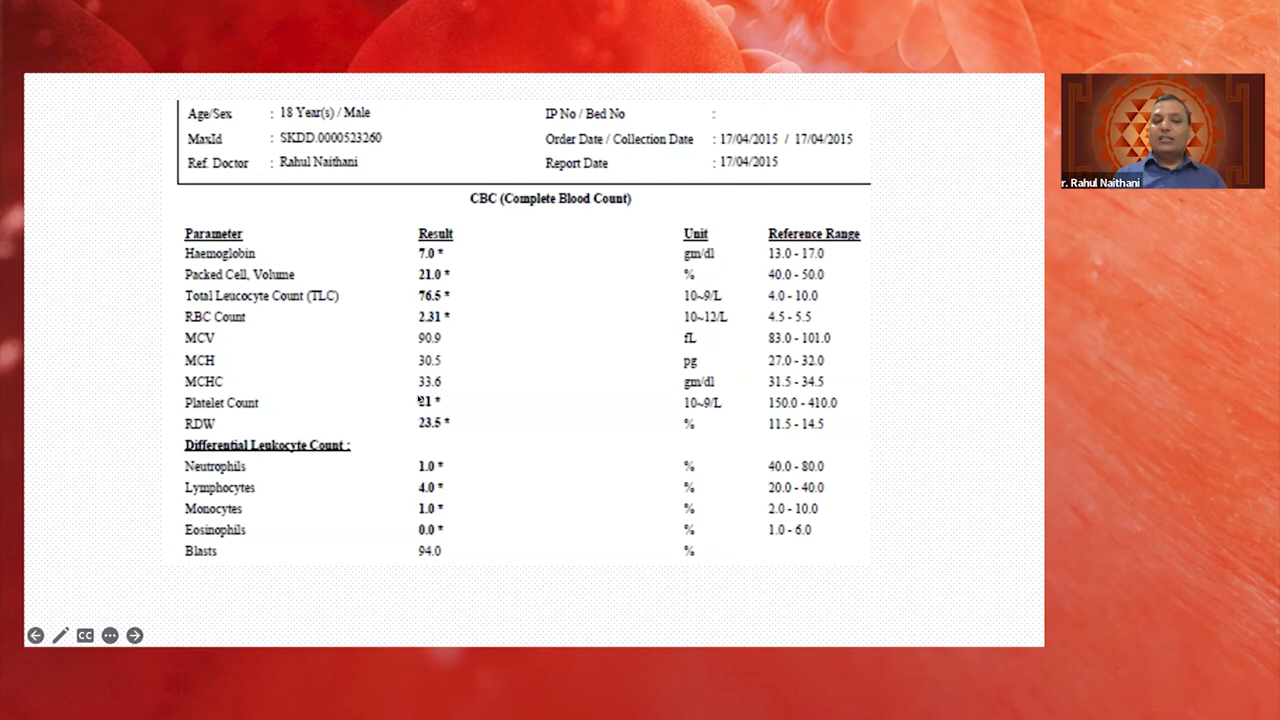 Age/Sex : 18 Year(s) / Male IP No / Bed No :
MaxId : SKDD.0000523260 Order Date / Collection Date : 17/04/2015 / 17/04/2015
Ref. Doctor : Rahul Naithani Report Date : 17/04/2015
r. Rahul Naithani
CBC (Complete Blood Count)
Parameter Result Unit Reference Range
Haemoglobin 7.0 * gm/dl 13.0 - 17.0
Packed Cell, Volume 21.0 * % 40.0 - 50.0
Total Leucocyte Count (TLC) 76.5 * 10~9/L 4.0 - 10.0
RBC Count 2.31 * 10~12/L 4.5 - 5.5
MCV 90.9 fL 83.0 - 101.0
MCH 30.5 pg 27.0 - 32.0
MCHC 33.6 gm/dl 31.5 - 34.5
Platelet Count 21 * 10~9/L 150.0 - 410.0
RDW 23.5 * % 11.5 - 14.5
Differential Leukocyte Count :
Neutrophils 1.0 * % 40.0 - 80.0
Lymphocytes 4.0 * % 20.0 - 40.0
Monocytes 1.0 * % 2.0 - 10.0
Eosinophils 0.0 * % 1.0 - 6.0
Blasts 94.0 %
CC